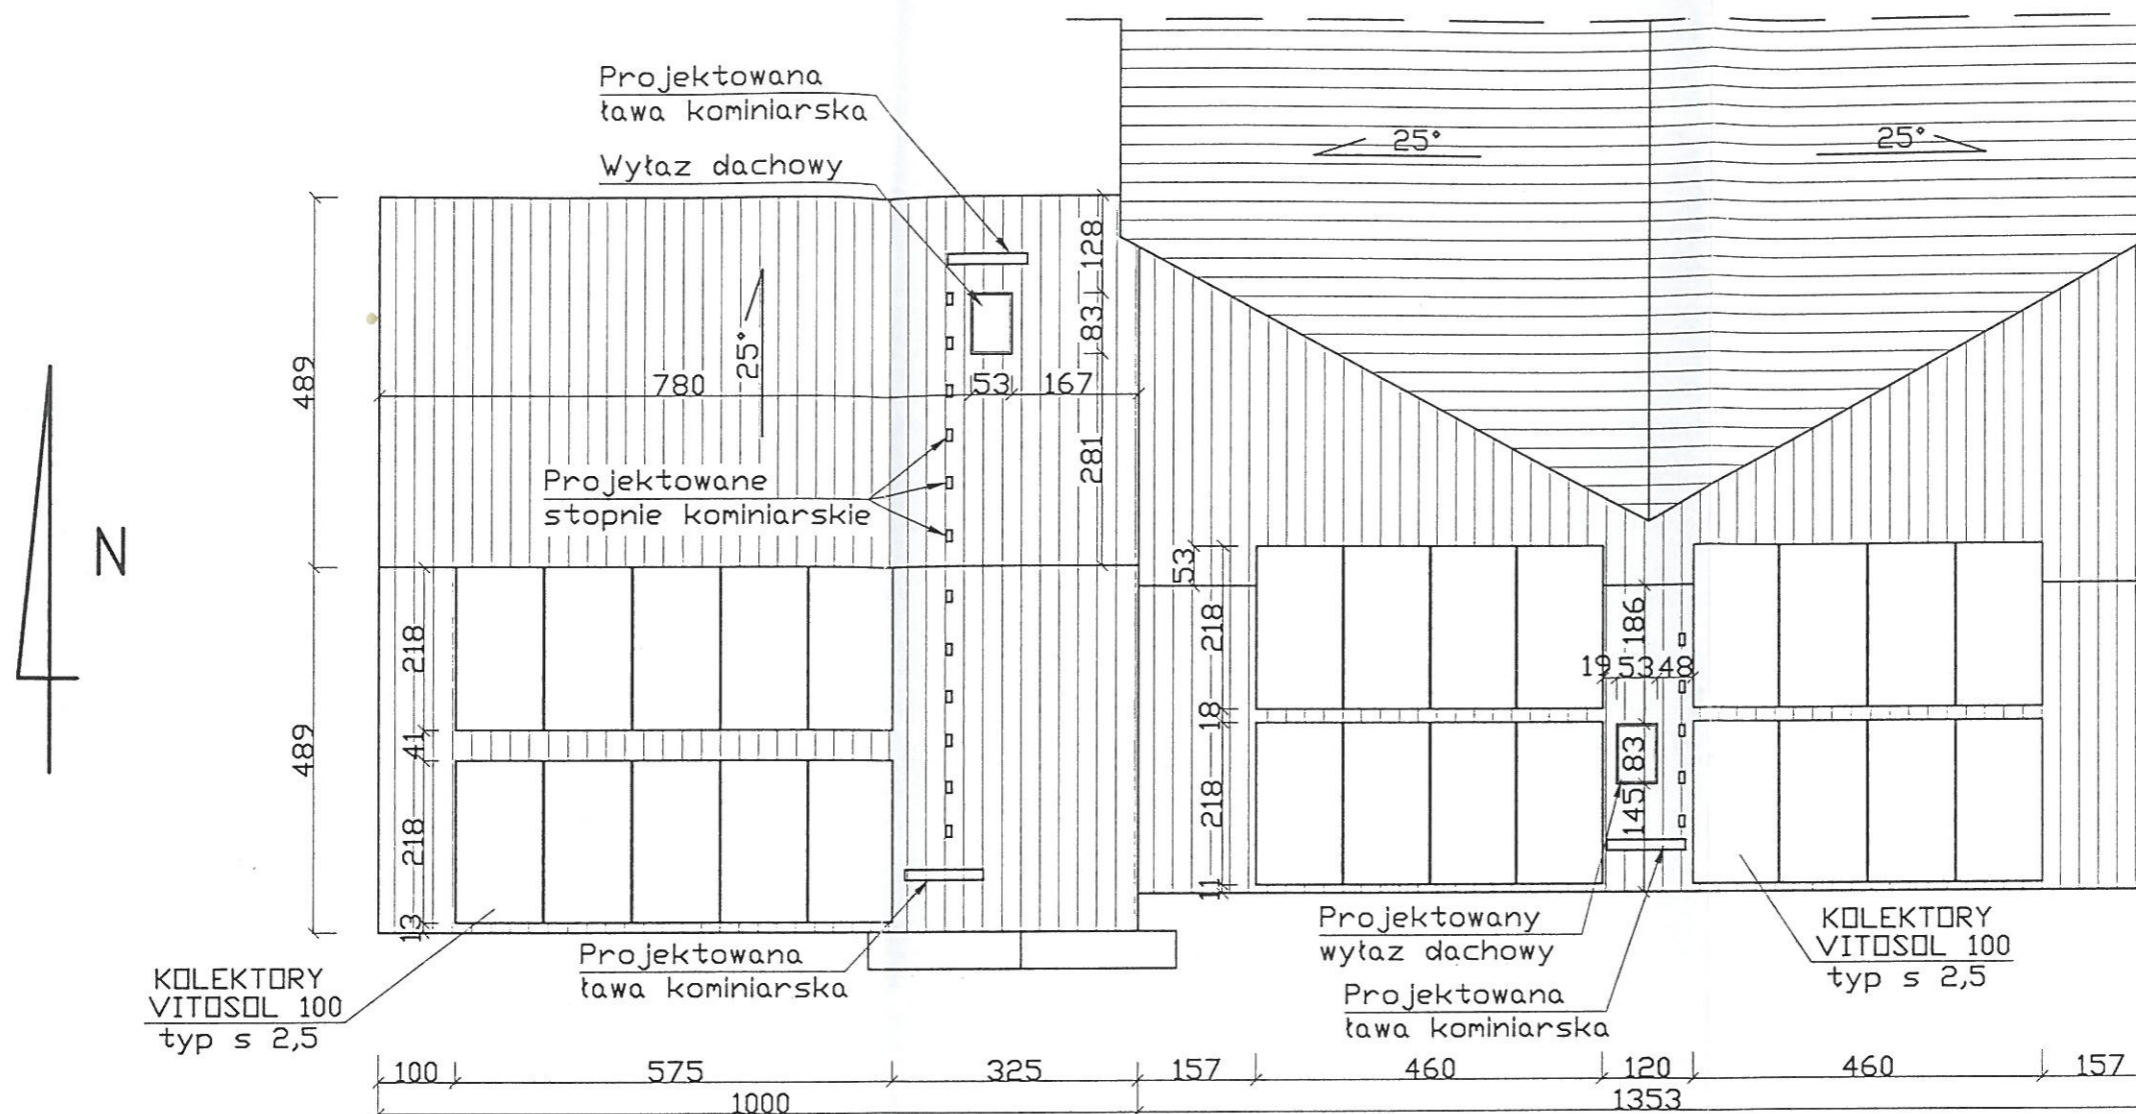 Projektowana
ława kominiarska
Wyłaz dachowy
25°
25°
128
83
489
25°
780
53
167
281
Projektowane
stopnie kominiarskie
N
53
218
186
218
19
53
48
489
41
18
83
218
218
145
13
11
Projektowana
ława kominiarska
KOLEKTORY
VITOSOL 100
typ s 2,5
Projektowany
wyłaz dachowy
Projektowana
ława kominiarska
KOLEKTORY
VITOSOL 100
typ s 2,5
100
575
325
157
460
120
460
157
1000
1353